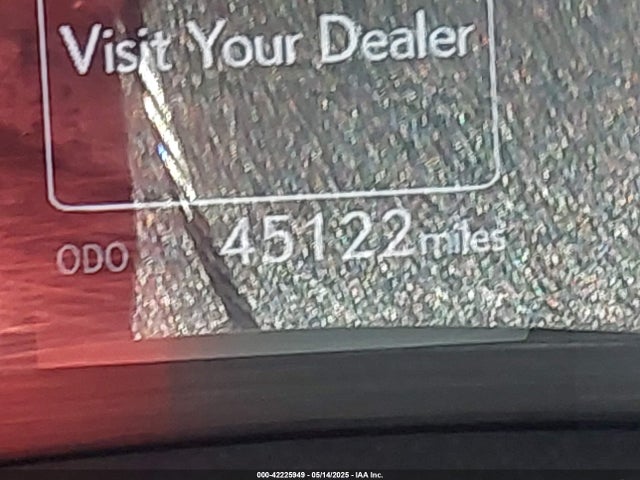 Visit Your Dealer
ODO 45122 miles
000-42225949 - 05/14/2025 - IAA Inc.